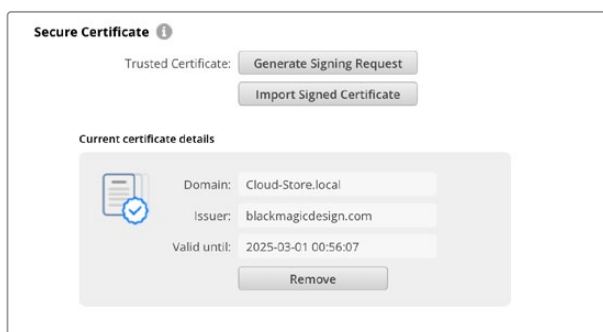 Secure Certificate i
Trusted Certificate: Generate Signing Request
Import Signed Certificate
Current certificate details
Domain: Cloud-Store.local
Issuer: blackmagicdesign.com
Valid until: 2025-03-01 00:56:07
Remove